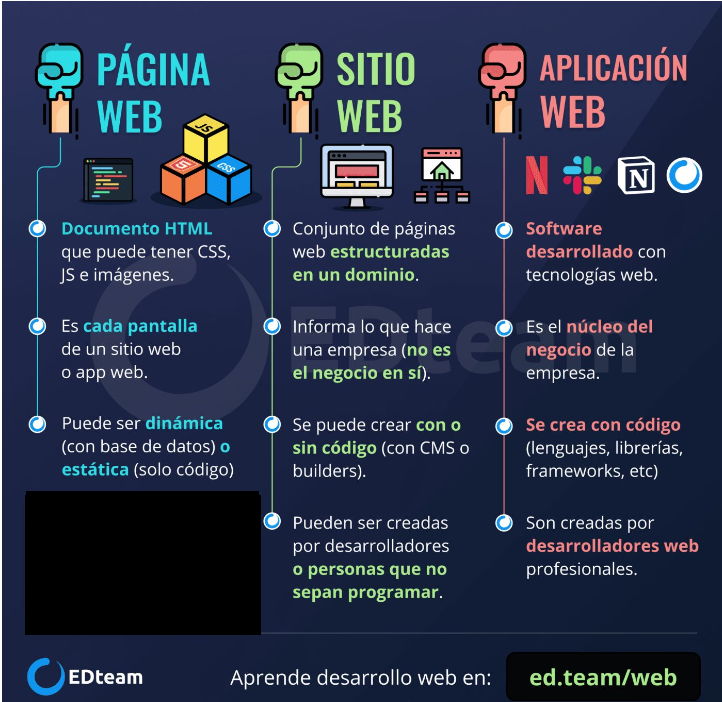 PÁGINA
WEB
JS
5
CSS
Documento HTML
que puede tener CSS,
JS e imágenes.
Es cada pantalla
de un sitio web
o app web.
Puede ser dinámica
(con base de datos) o
estática (solo código)
SITIO
WEB
Conjunto de páginas
web estructuradas
en un dominio.
Informa lo que hace
una empresa (no es
el negocio en sí).
Se puede crear con o
sin código (con CMS o
builders).
Pueden ser creadas
por desarrolladores
o personas que no
sepan programar.
APLICACIÓN
WEB
N
N
Software
desarrollado con
tecnologías web.
Es el núcleo del
negocio de la
empresa.
Se crea con código
(lenguajes, librerías,
frameworks, etc)
Son creadas por
desarrolladores web
profesionales.
EDteam
EDteam
Aprende desarrollo web en:
ed.team/web